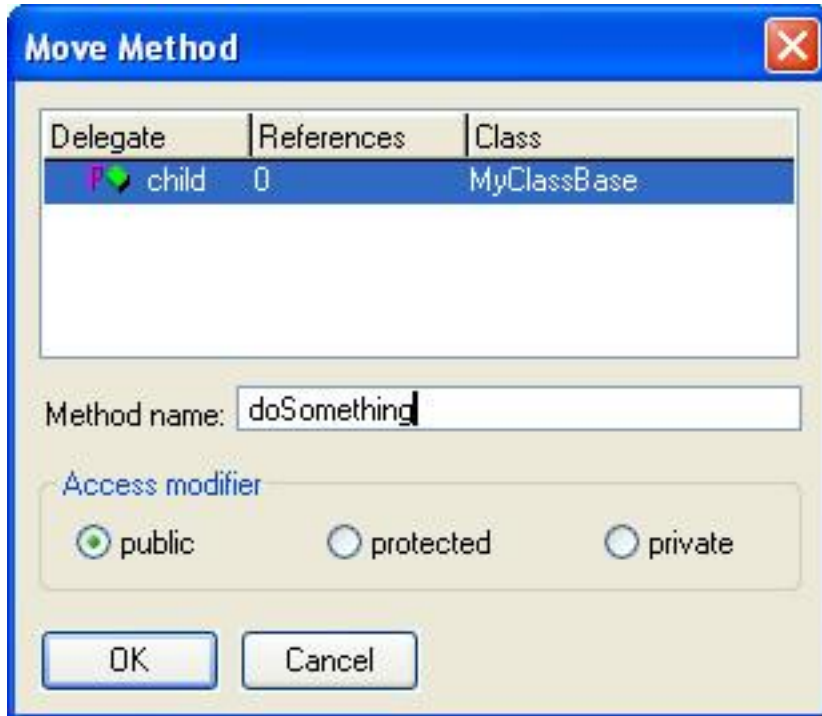 Move Method
Delegate References Class
P child 0 MyClassBase
Method name: doSomething
Access modifier
public protected private
OK Cancel